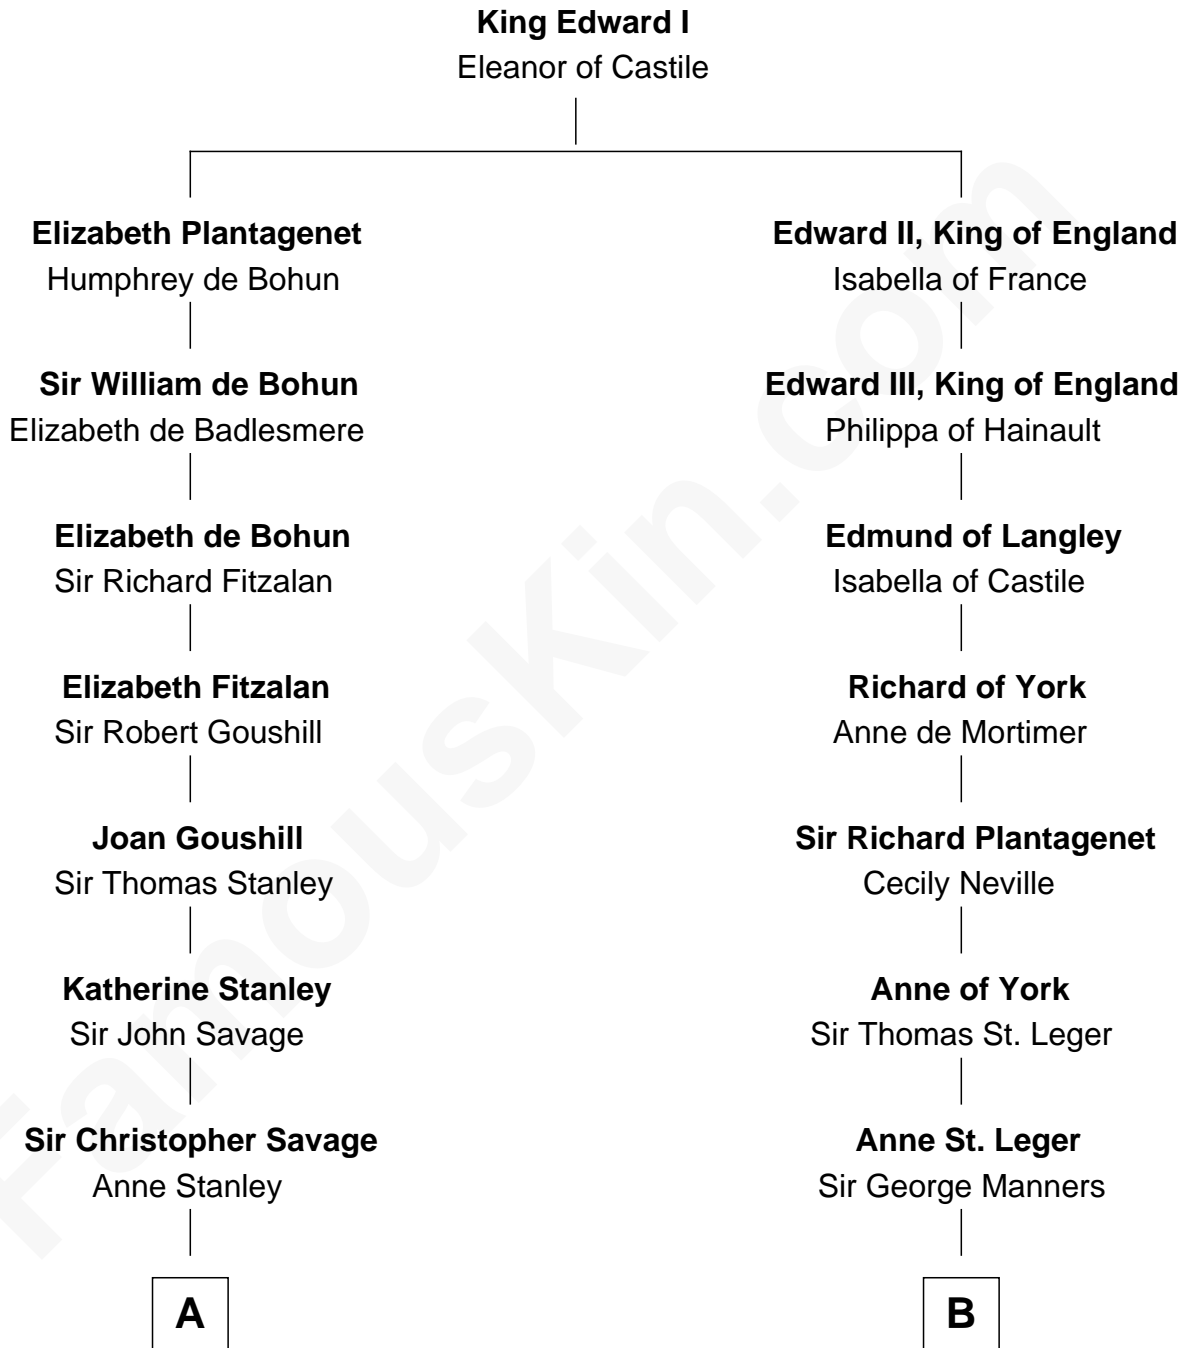 King Edward I
Eleanor of Castile
Elizabeth Plantagenet
Humphrey de Bohun
Edward II, King of England
Isabella of France
Sir William de Bohun
Elizabeth de Badlesmere
Edward III, King of England
Philippa of Hainault
Elizabeth de Bohun
Sir Richard Fitzalan
Edmund of Langley
Isabella of Castile
Elizabeth Fitzalan
Sir Robert Goushill
Richard of York
Anne de Mortimer
Joan Goushill
Sir Thomas Stanley
Sir Richard Plantagenet
Cecily Neville
Katherine Stanley
Sir John Savage
Anne of York
Sir Thomas St. Leger
Sir Christopher Savage
Anne Stanley
Anne St. Leger
Sir George Manners
A
B
FamousKin.com